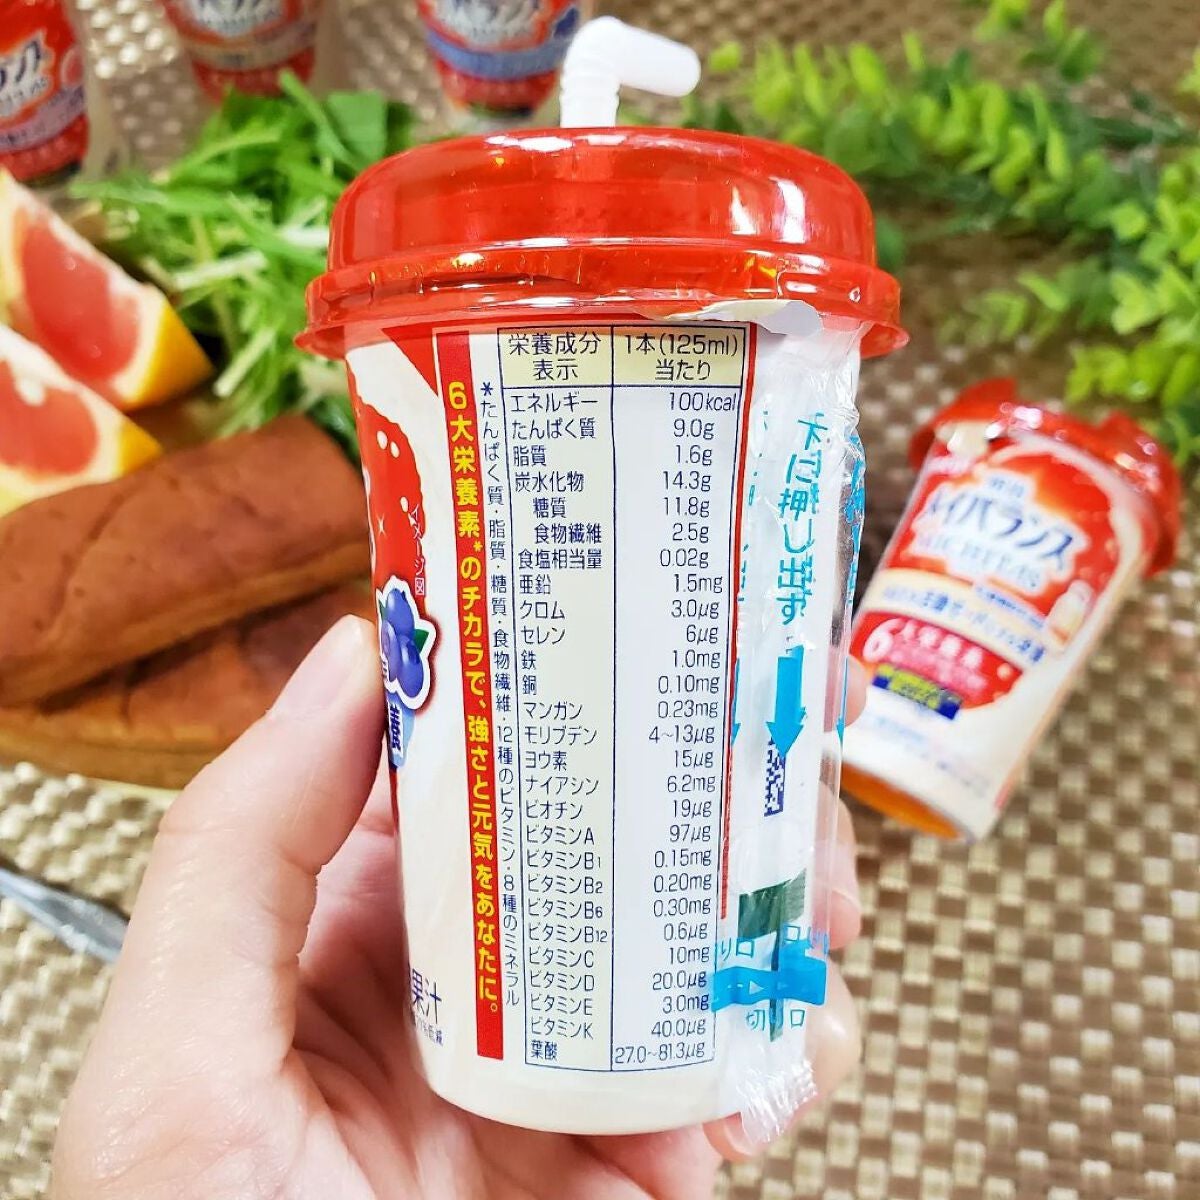 栄養成分表示 1本(125ml)当たり
エネルギー 100kcal
たんぱく質 9.0g
脂質 1.6g
炭水化物 14.3g
糖質 11.8g
食物繊維 2.5g
食塩相当量 0.02g
亜鉛 1.5mg
クロム 3.0μg
セレン 6μg
鉄 1.0mg
銅 0.10mg
マンガン 0.23mg
モリブデン 4~13μg
ヨウ素 15μg
ナイアシン 6.2mg
ビオチン 19μg
ビタミンA 97μg
ビタミンB1 0.15mg
ビタミンB2 0.20mg
ビタミンB6 0.30mg
ビタミンB12 0.6μg
ビタミンC 10mg
ビタミンD 20.0μg
ビタミンE 3.0mg
ビタミンK 40.0μg
葉酸 27.0~81.3μg
*たんぱく質・脂質・糖質・食物繊維・12種のビタミン・8種のミネラル
6大栄養素*のチカラで、強さと元気をあなたに。
イメージ図
養
果汁
下に押し出す
切り口
明治
メイバランス